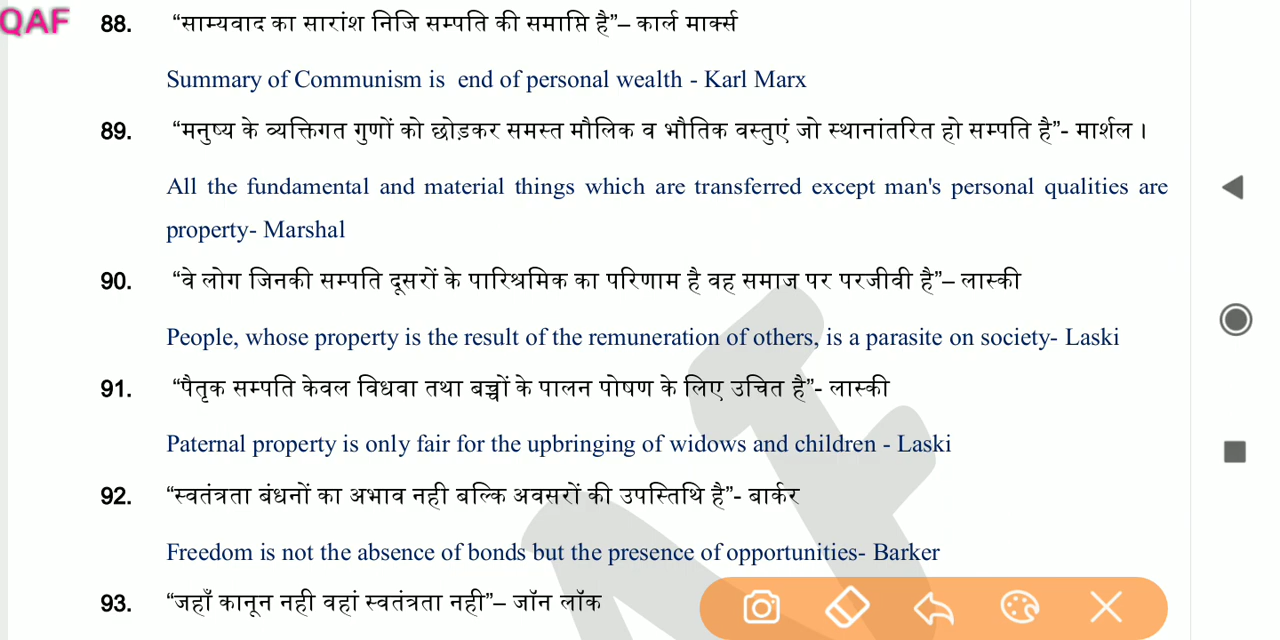 QAF
88. “साम्यवाद का सारांश निजि सम्पति की समाप्ति है”– कार्ल मार्क्स
Summary of Communism is end of personal wealth - Karl Marx
89. “मनुष्य के व्यक्तिगत गुणों को छोड़कर समस्त मौलिक व भौतिक वस्तुएं जो स्थानांतरित हो सम्पति है”- मार्शल ।
All the fundamental and material things which are transferred except man's personal qualities are
property- Marshal
90. “वे लोग जिनकी सम्पति दूसरों के पारिश्रमिक का परिणाम है वह समाज पर परजीवी है”– लास्की
People, whose property is the result of the remuneration of others, is a parasite on society- Laski
91. “पैतृक सम्पति केवल विधवा तथा बच्चों के पालन पोषण के लिए उचित है”- लास्की
Paternal property is only fair for the upbringing of widows and children - Laski
92. “स्वतंत्रता बंधनों का अभाव नही बल्कि अवसरों की उपस्तिथि है”- बार्कर
Freedom is not the absence of bonds but the presence of opportunities- Barker
93. “जहाँ कानून नही वहां स्वतंत्रता नही”– जॉन लॉक